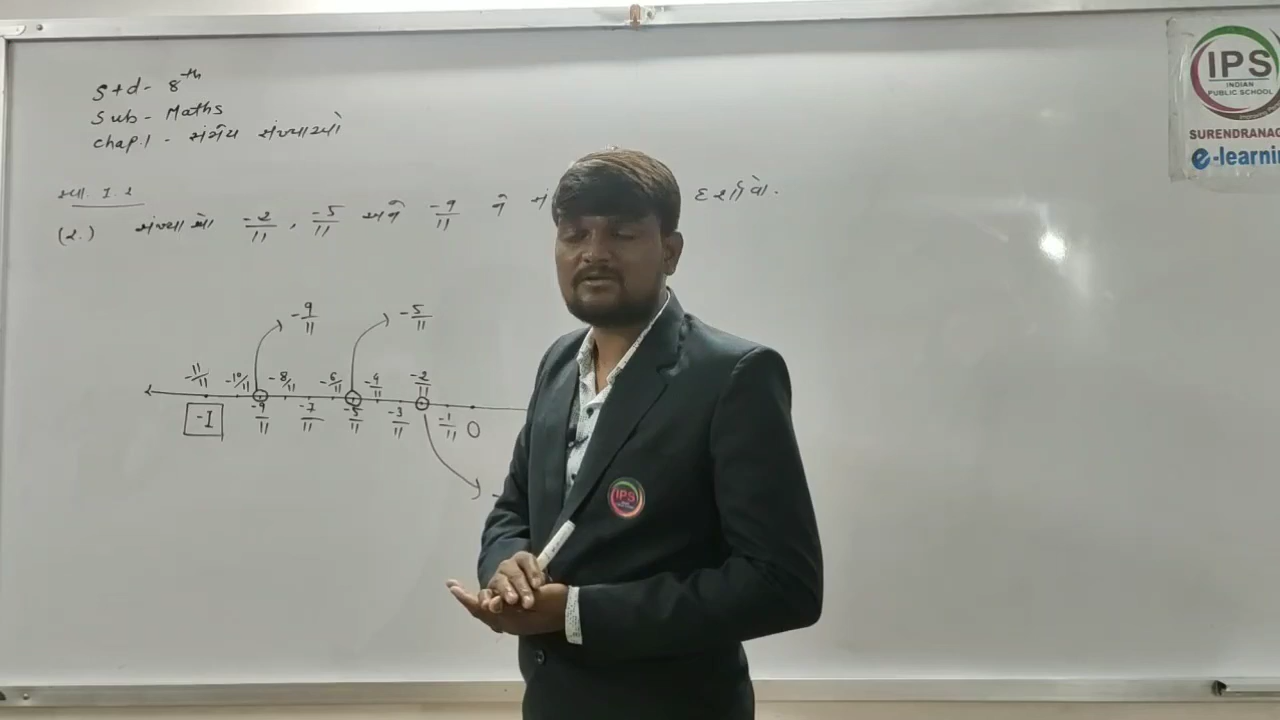 Std - 8th
Sub - Maths
Chap.1 - સંમેય સંખ્યાઓ
સ્વા. 1.2
(2.) સંખ્યાઓ -2/11, -5/11 અને -9/11 ને સં દર્શાવો.
-9/11 -5/11
-11/11 -10/11 -8/11 -6/11 -4/11 -2/11
-1 -9/11 -7/11 -5/11 -3/11 -1/11 0
IPS
INDIAN
PUBLIC SCHOOL
SURENDRANAG
e-learnin
IPS